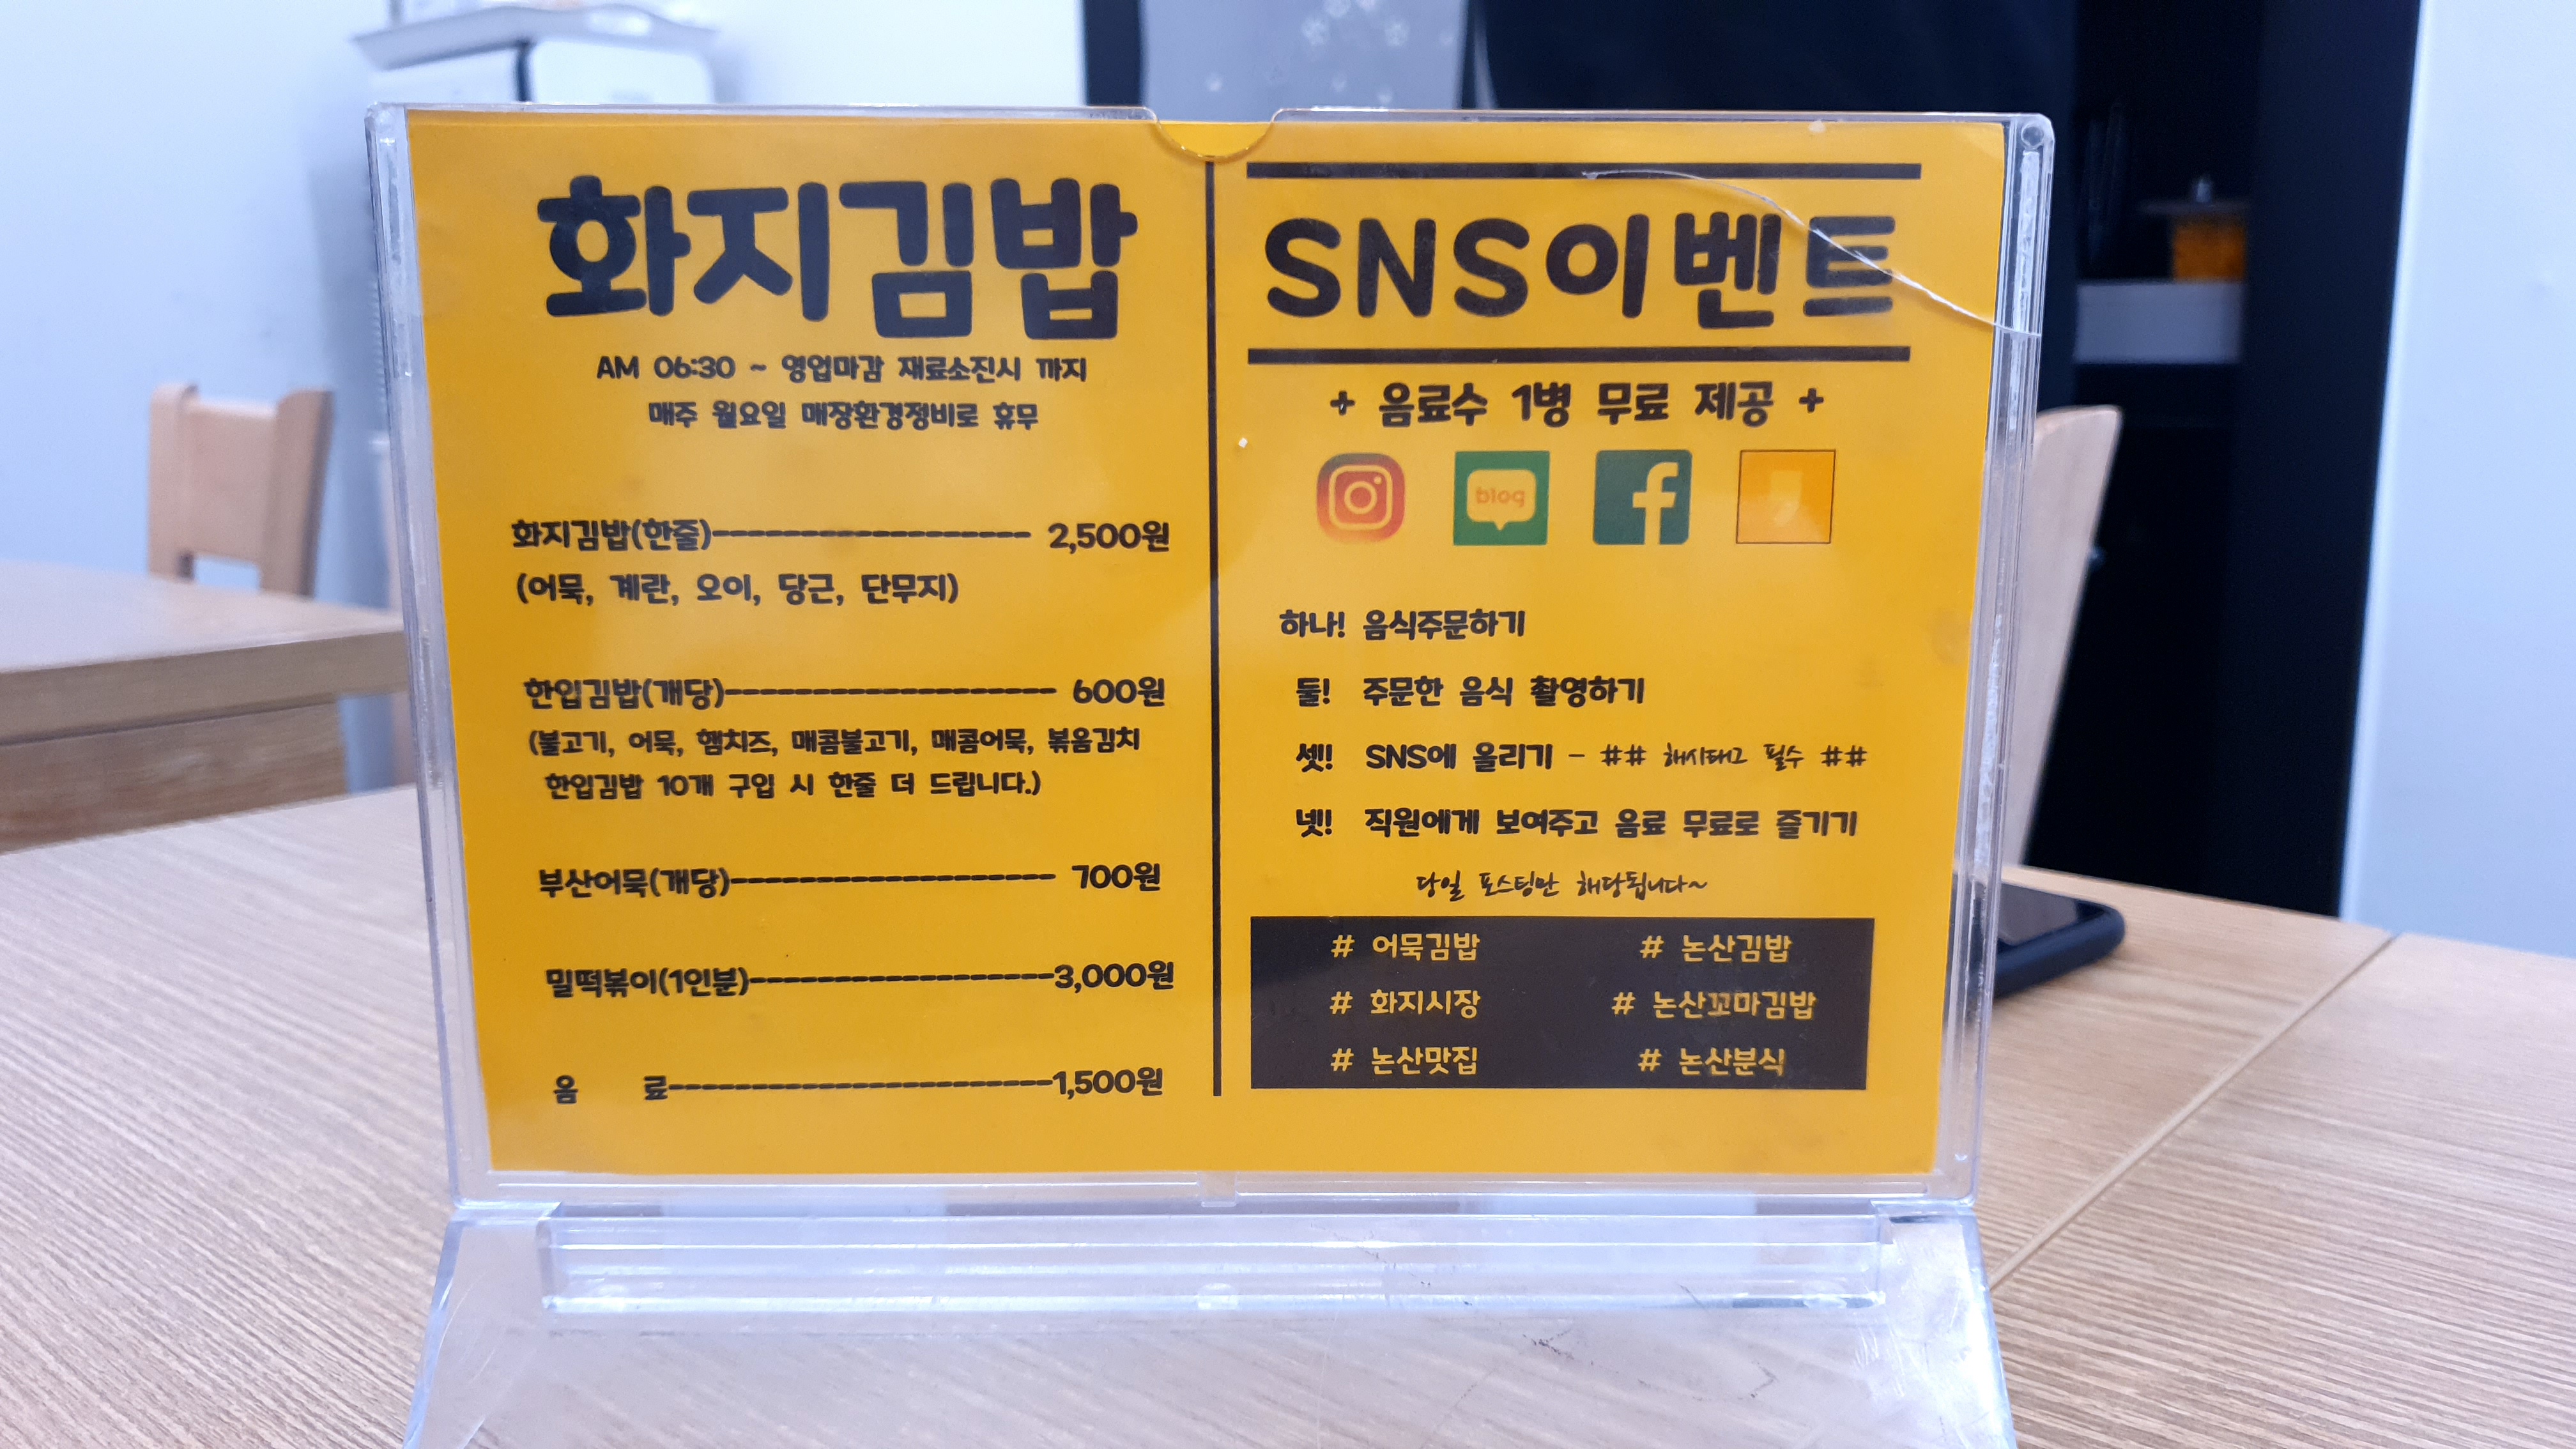 화지김밥
AM 06:30 ~ 영업마감 재료소진시 까지
매주 월요일 매장환경정비로 휴무
화지김밥(한줄)------------------- 2,500원
(어묵, 계란, 오이, 당근, 단무지)
한입김밥(개당)-------------------- 600원
(불고기, 어묵, 햄치즈, 매콤불고기, 매콤어묵, 볶음김치
한입김밥 10개 구입 시 한줄 더 드립니다.)
부산어묵(개당)-------------------- 700원
밀떡볶이(1인분)-------------------3,000원
음 료------------------------1,500원
SNS이벤트
+ 음료수 1병 무료 제공 +
blog
f
하나! 음식주문하기
둘! 주문한 음식 촬영하기
셋! SNS에 올리기 - ## 해시태그 필수 ##
넷! 직원에게 보여주고 음료 무료로 즐기기
당일 포스팅만 해당됩니다~
# 어묵김밥 # 논산김밥
# 화지시장 # 논산꼬마김밥
# 논산맛집 # 논산분식